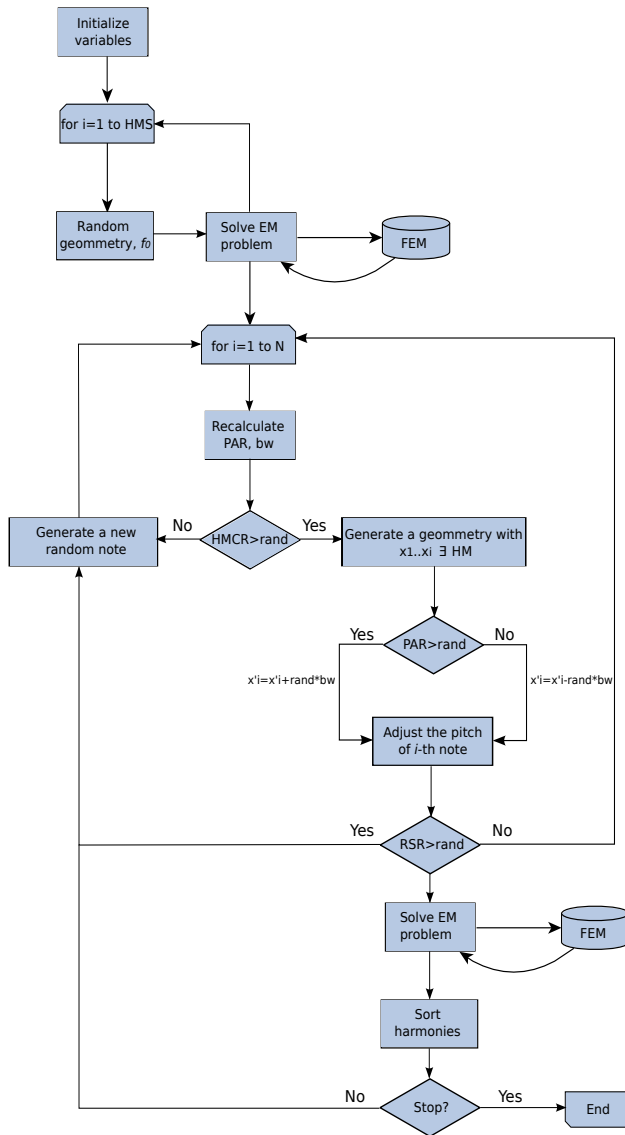 Initialize
variables
for i=1 to HMS
Random
geommetry, f0
Solve EM
problem
FEM
for i=1 to N
Recalculate
PAR, bw
Generate a new
random note
No
HMCR>rand
Yes
Generate a geommetry with
x1..xi ∃ HM
Yes
PAR>rand
No
x'i=x'i+rand*bw
x'i=x'i-rand*bw
Adjust the pitch
of i-th note
Yes
RSR>rand
No
Solve EM
problem
FEM
Sort
harmonies
No
Stop?
Yes
End